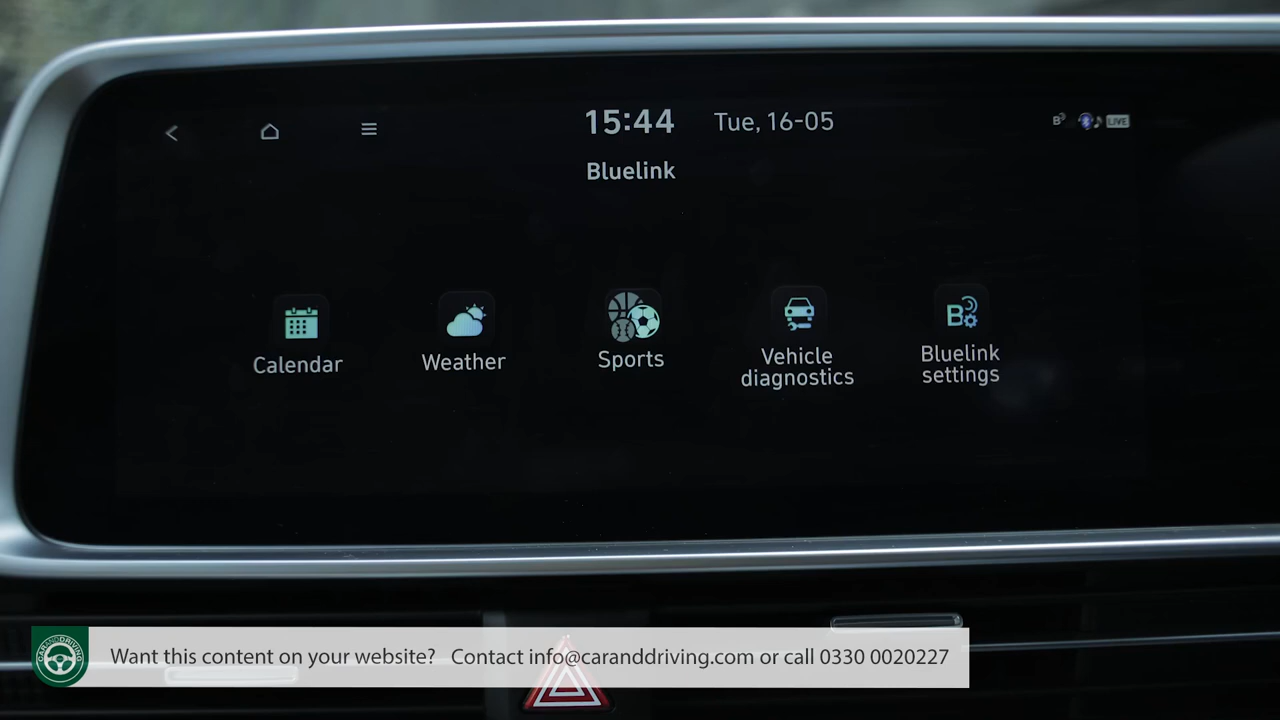 15:44 Tue, 16-05
B LIVE
Bluelink
Calendar
Weather
Sports
Vehicle
diagnostics
Bluelink
settings
B
CARANDDRIVING
Want this content on your website? Contact info@caranddriving.com or call 0330 0020227